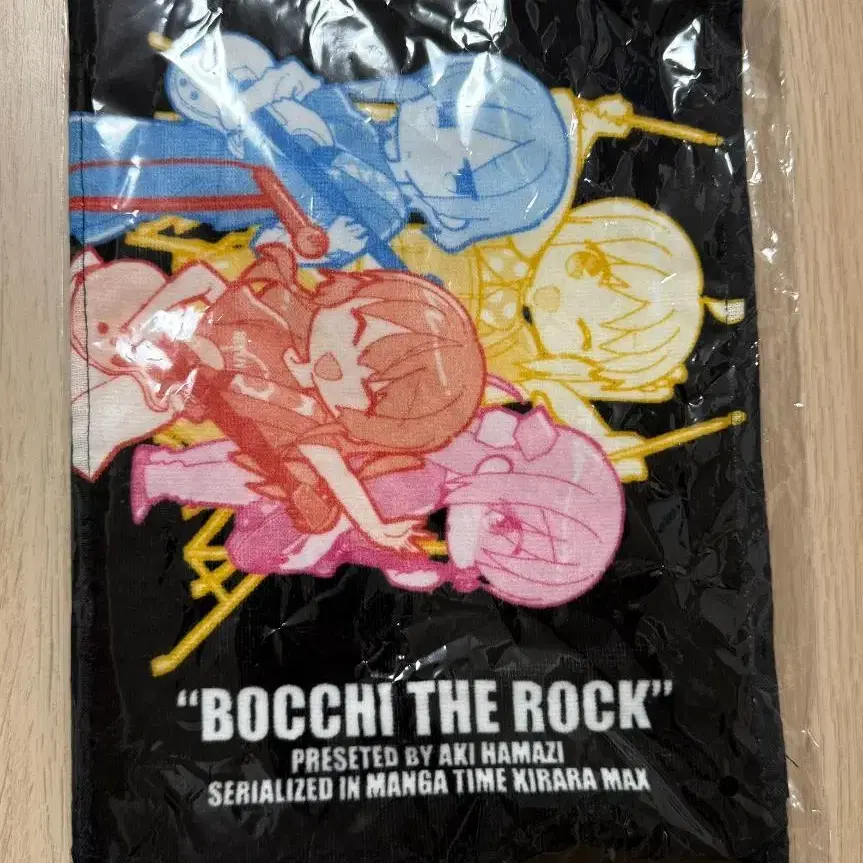 "BOCCHI THE ROCK"
PRESETED BY AKI HAMAZI
SERIALIZED IN MANGA TIME KIRARA MAX